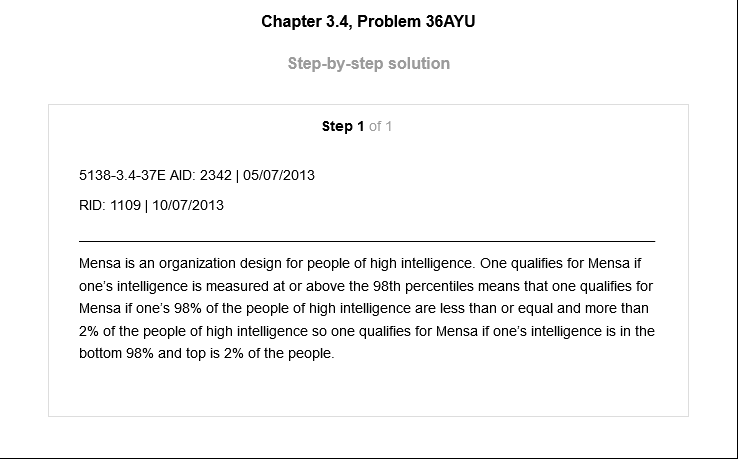 Chapter 3.4, Problem 36AYU
Step-by-step solution
Step 1 of 1
5138-3.4-37E AID: 2342 | 05/07/2013
RID: 1109 | 10/07/2013
Mensa is an organization design for people of high intelligence. One qualifies for Mensa if
one's intelligence is measured at or above the 98th percentiles means that one qualifies for
Mensa if one's 98% of the people of high intelligence are less than or equal and more than
2% of the people of high intelligence so one qualifies for Mensa if one's intelligence is in the
bottom 98% and top is 2% of the people.